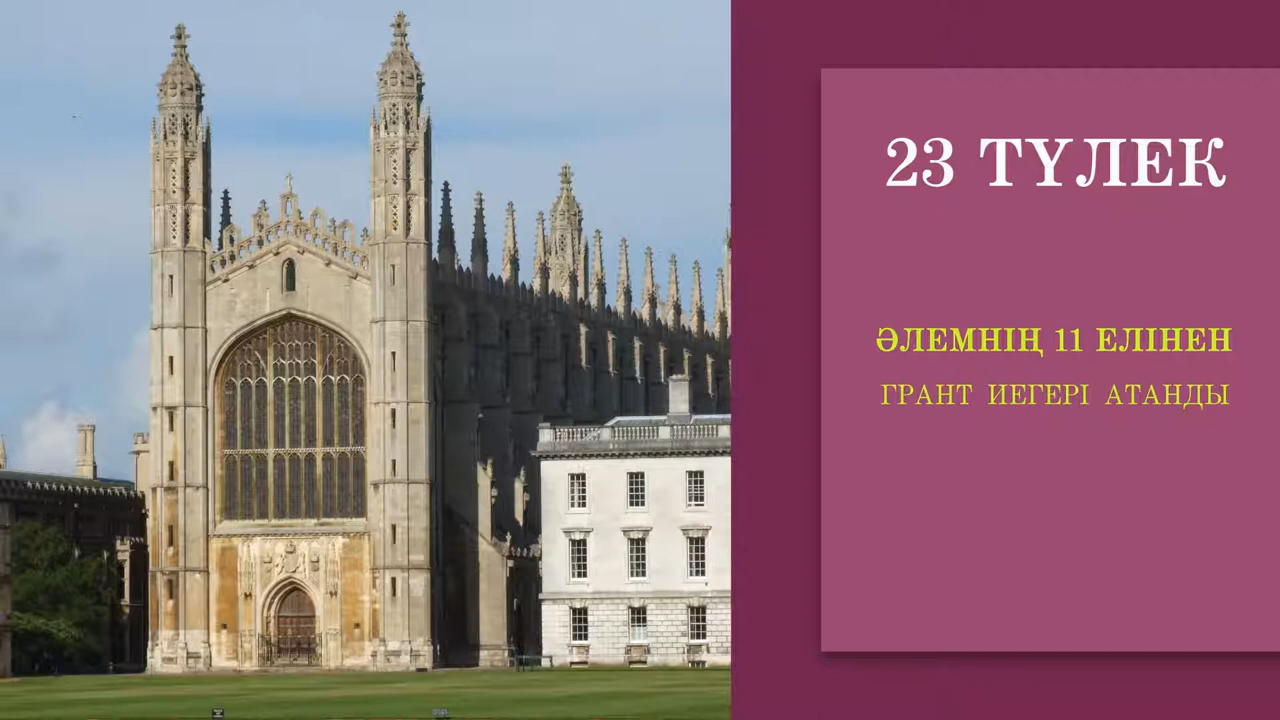 23 ТҮЛЕК
ӘЛЕМНІҢ 11 ЕЛІНЕН
ГРАНТ ИЕГЕРІ АТАНДЫ